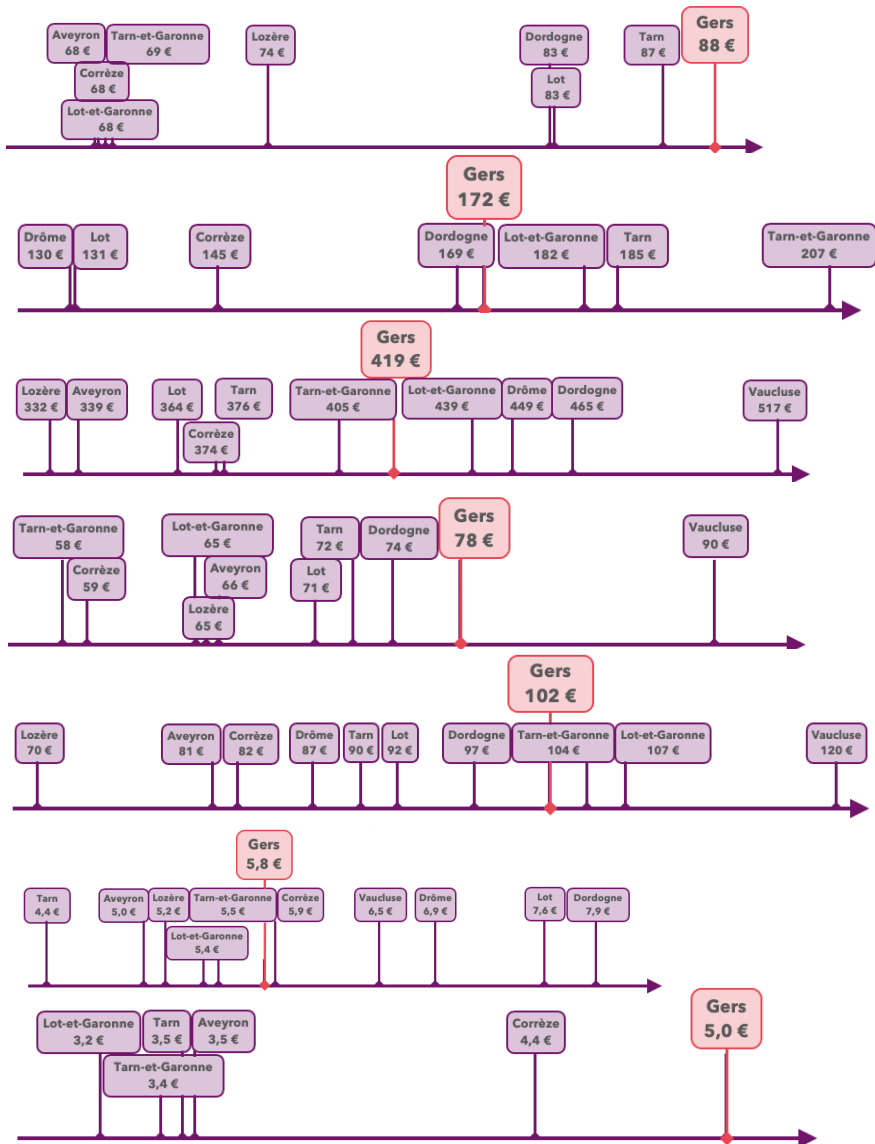 Aveyron
68 €
Tarn-et-Garonne
69 €
Corrèze
68 €
Lot-et-Garonne
68 €
Lozère
74 €
Dordogne
83 €
Lot
83 €
Tarn
87 €
Gers
88 €
Drôme
130 €
Lot
131 €
Corrèze
145 €
Dordogne
169 €
Gers
172 €
Lot-et-Garonne
182 €
Tarn
185 €
Tarn-et-Garonne
207 €
Lozère
332 €
Aveyron
339 €
Lot
364 €
Corrèze
374 €
Tarn
376 €
Tarn-et-Garonne
405 €
Gers
419 €
Lot-et-Garonne
439 €
Drôme
449 €
Dordogne
465 €
Vaucluse
517 €
Tarn-et-Garonne
58 €
Corrèze
59 €
Lot-et-Garonne
65 €
Aveyron
66 €
Lozère
65 €
Tarn
72 €
Lot
71 €
Dordogne
74 €
Gers
78 €
Vaucluse
90 €
Lozère
70 €
Aveyron
81 €
Corrèze
82 €
Drôme
87 €
Tarn
90 €
Lot
92 €
Dordogne
97 €
Gers
102 €
Tarn-et-Garonne
104 €
Lot-et-Garonne
107 €
Vaucluse
120 €
Tarn
4,4 €
Aveyron
5,0 €
Lozère
5,2 €
Tarn-et-Garonne
5,5 €
Lot-et-Garonne
5,4 €
Gers
5,8 €
Corrèze
5,9 €
Vaucluse
6,5 €
Drôme
6,9 €
Lot
7,6 €
Dordogne
7,9 €
Lot-et-Garonne
3,2 €
Tarn
3,5 €
Aveyron
3,5 €
Tarn-et-Garonne
3,4 €
Corrèze
4,4 €
Gers
5,0 €